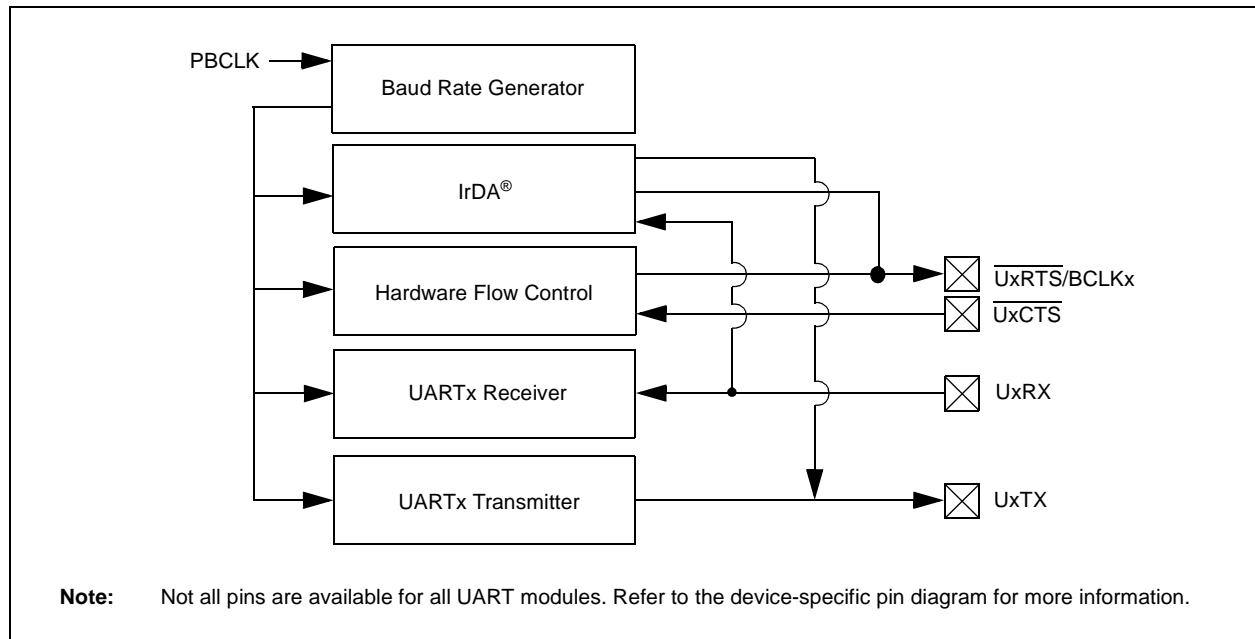 PBCLK
Baud Rate Generator
IrDA®
Hardware Flow Control
UxRTS/BCLKx
UxCTS
UARTx Receiver
UxRX
UARTx Transmitter
UxTX
Note: Not all pins are available for all UART modules. Refer to the device-specific pin diagram for more information.